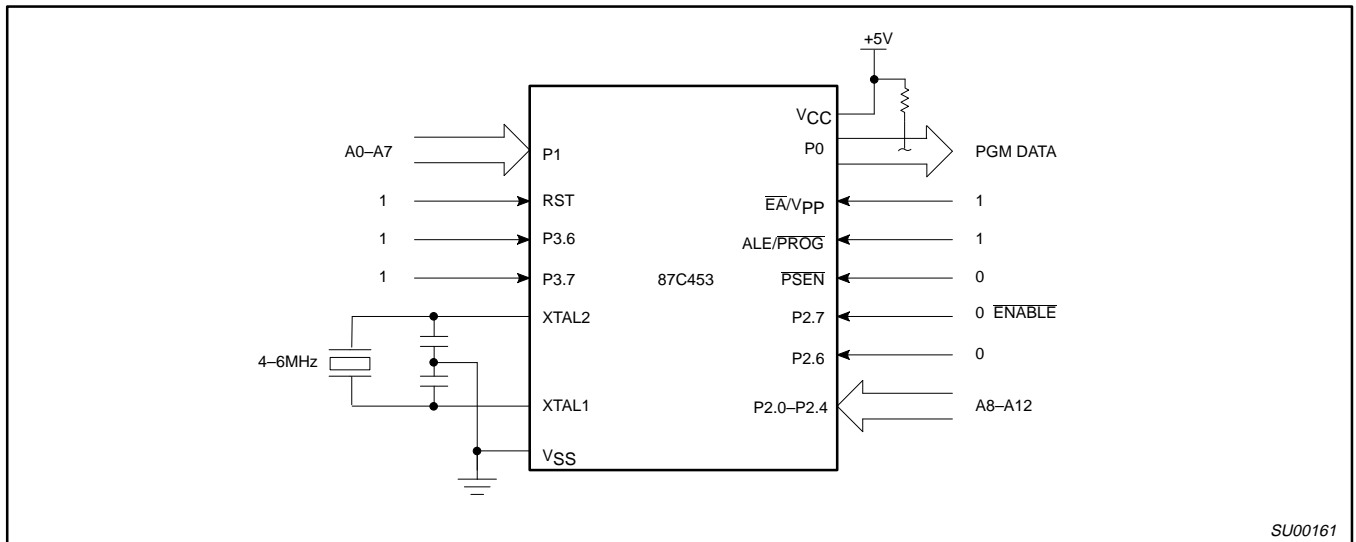 +5V
VCC
A0–A7
P1
P0
PGM DATA
1
RST
EA/VPP
1
1
P3.6
ALE/PROG
1
1
P3.7
87C453
PSEN
0
XTAL2
P2.7
0 ENABLE
4–6MHz
P2.6
0
XTAL1
P2.0–P2.4
A8–A12
VSS
SU00161